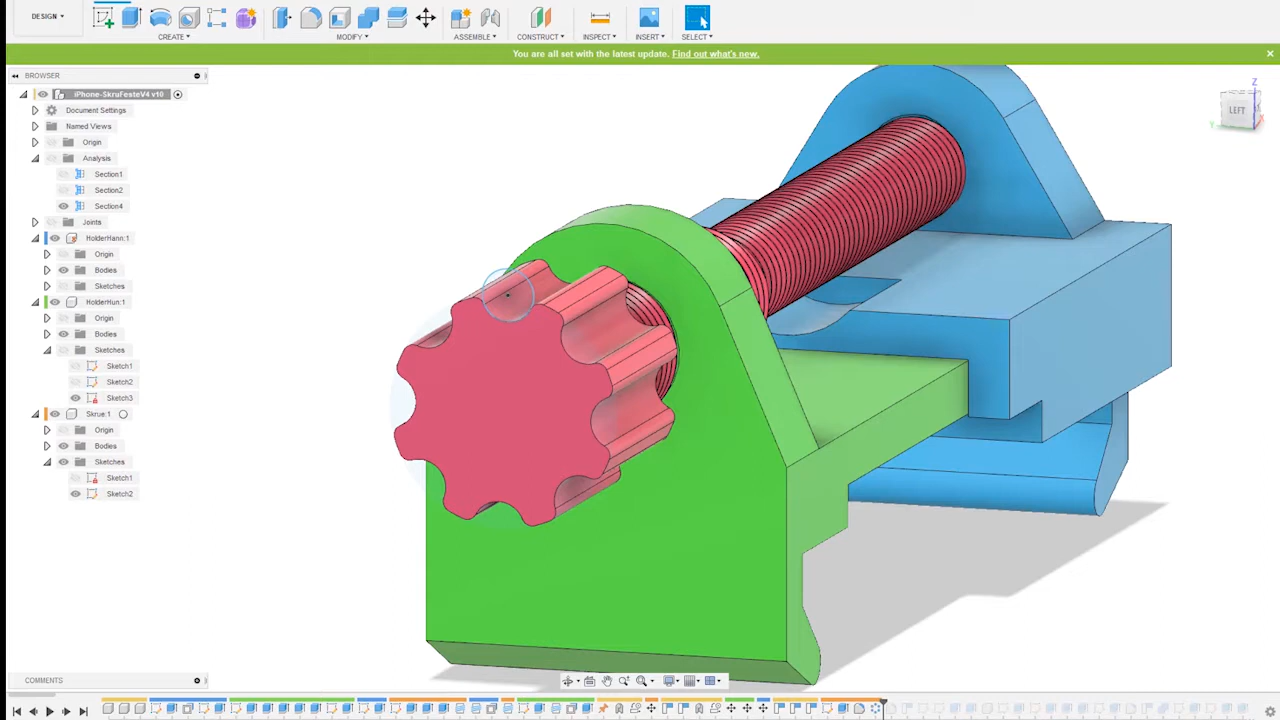 DESIGN
CREATE
MODIFY
ASSEMBLE
CONSTRUCT
INSPECT
INSERT
SELECT
You are all set with the latest update. Find out what's new.
BROWSER
iPhone-SkruFesteV4 v10
Document Settings
Named Views
Origin
Analysis
Section1
Section2
Section4
Joints
HolderHann:1
Origin
Bodies
Sketches
HolderHun:1
Origin
Bodies
Sketches
Sketch1
Sketch2
Sketch3
Skrue:1
Origin
Bodies
Sketches
Sketch1
Sketch2
COMMENTS
Z
LEFT
Y
X